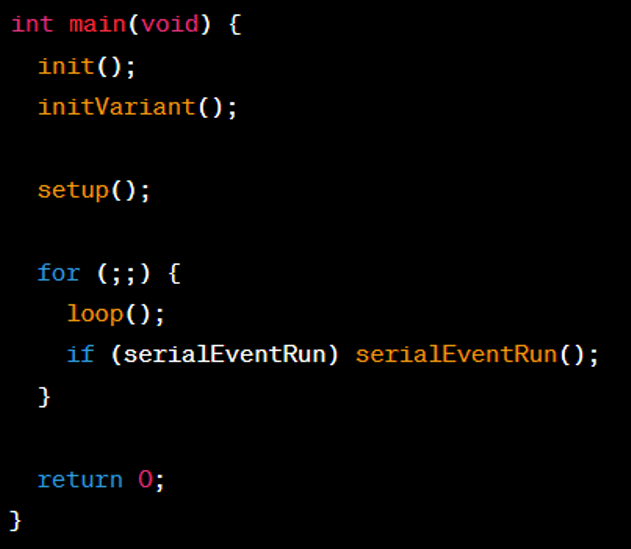 int main(void) {
  init();
  initVariant();

  setup();

  for (;;) {
    loop();
    if (serialEventRun) serialEventRun();
  }

  return 0;
}